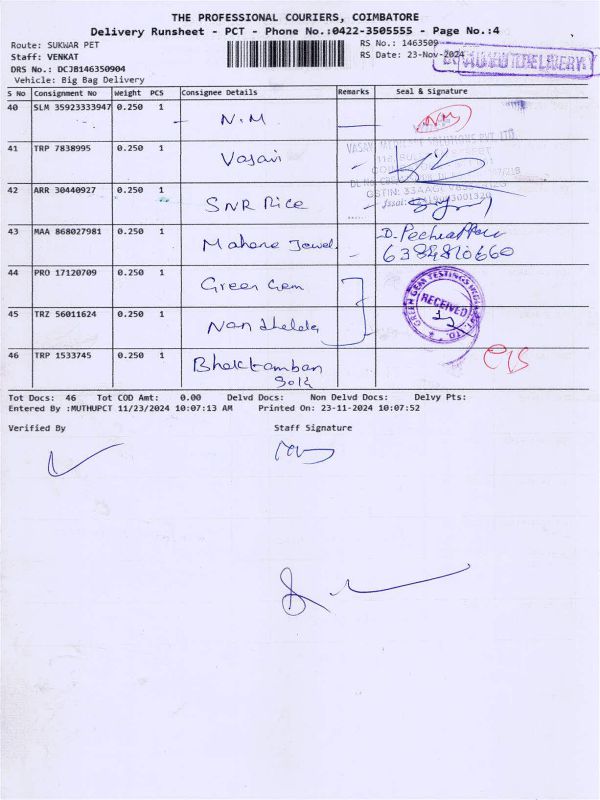 THE PROFESSIONAL COURIERS, COIMBATORE
Delivery Runsheet - PCT - Phone No.:0422-3505555 - Page No.:4
Route: SUKWAR PET
RS No.: 1463509
Staff: VENKAT
RS Date: 23-Nov-2024
DRS No.: DCJB146350904
Vehicle: Big Bag Delivery
S No Consignment No Weight PCS Consignee Details Remarks Seal & Signature
40 SLM 35923333947 0.250 1 N.M
41 TRP 7838995 0.250 1 Vasavi
42 ARR 30440927 0.250 1 SNR Rice
43 MAA 868027981 0.250 1 Mahara Jewel
6384810660
44 PRO 17120709 0.250 1 Green Gem
GREEN GEM TESTINGS
RECEIVED
45 TRZ 56011624 0.250 1
46 TRP 1533745 0.250 1
Tot Docs: 46 Tot COD Amt: 0.00 Delvd Docs: Non Delvd Docs: Delvy Pts:
Entered By :MUTHUPCT 11/23/2024 10:07:13 AM Printed On: 23-11-2024 10:07:52
Verified By Staff Signature